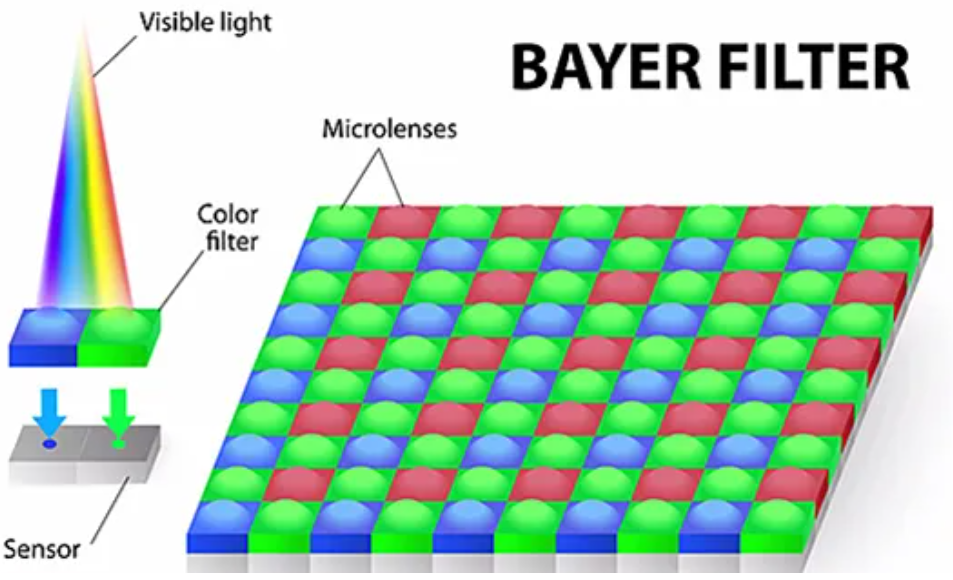 Visible light
BAYER FILTER
Microlenses
Color
filter
Sensor